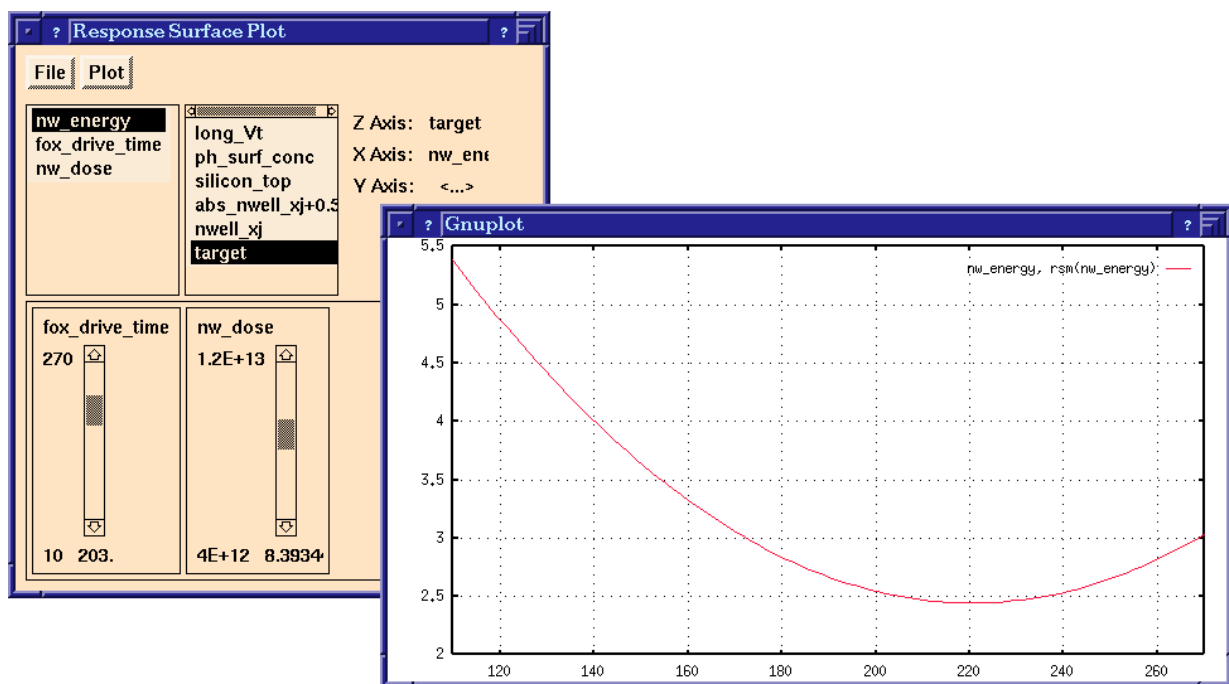 ? Response Surface Plot ?
File Plot
nw_energy
fox_drive_time
nw_dose
long_Vt
ph_surf_conc
silicon_top
abs_nwell_xj+0.5
nwell_xj
target
Z Axis: target
X Axis: nw_ene
Y Axis: <...>
fox_drive_time
270
10 203.
nw_dose
1.2E+13
4E+12 8.3934
? Gnuplot ?
nw_energy, rsm(nw_energy)
5.5
5
4.5
4
3.5
3
2.5
2
120 140 160 180 200 220 240 260